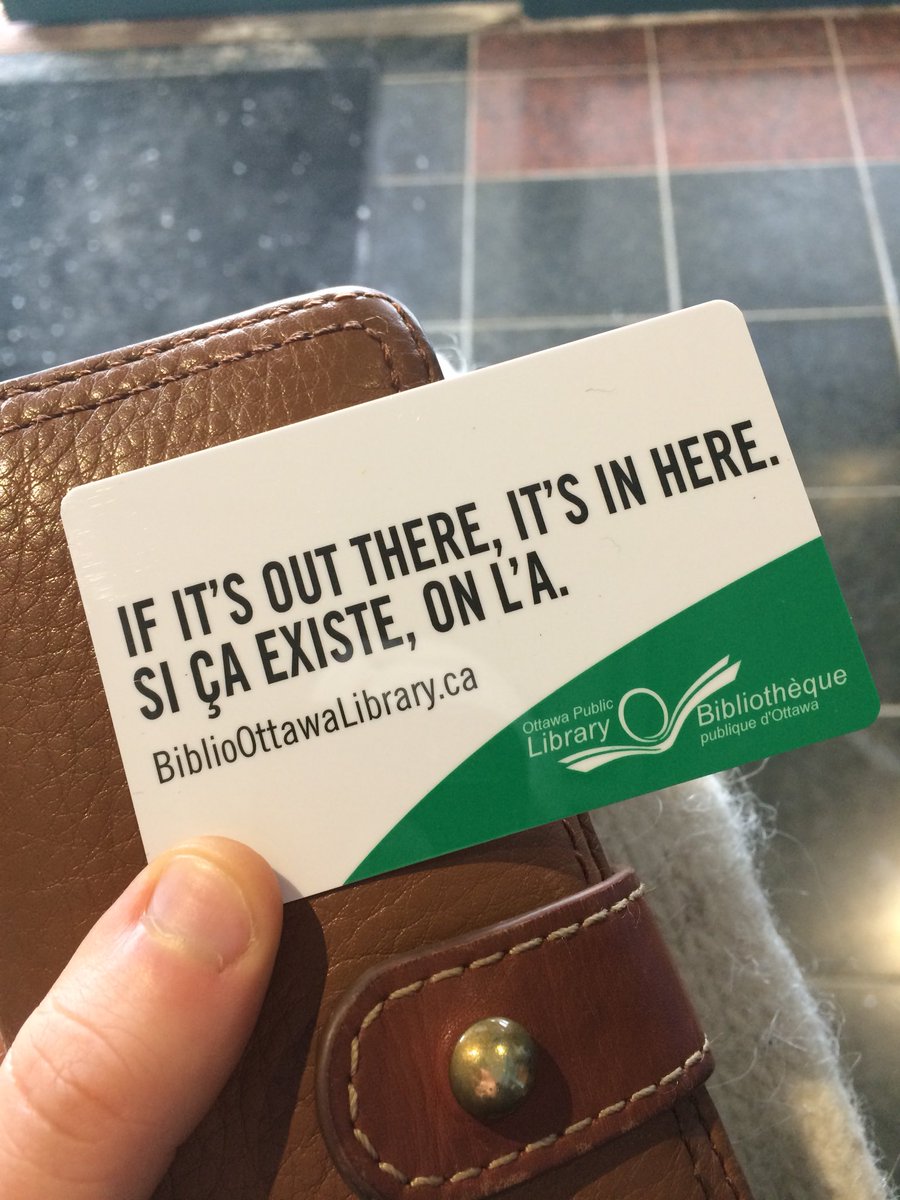 IF IT'S OUT THERE, IT'S IN HERE.
SI ÇA EXISTE, ON L'A.
BiblioOttawaLibrary.ca
Ottawa Public
Library
Bibliothèque
publique d'Ottawa